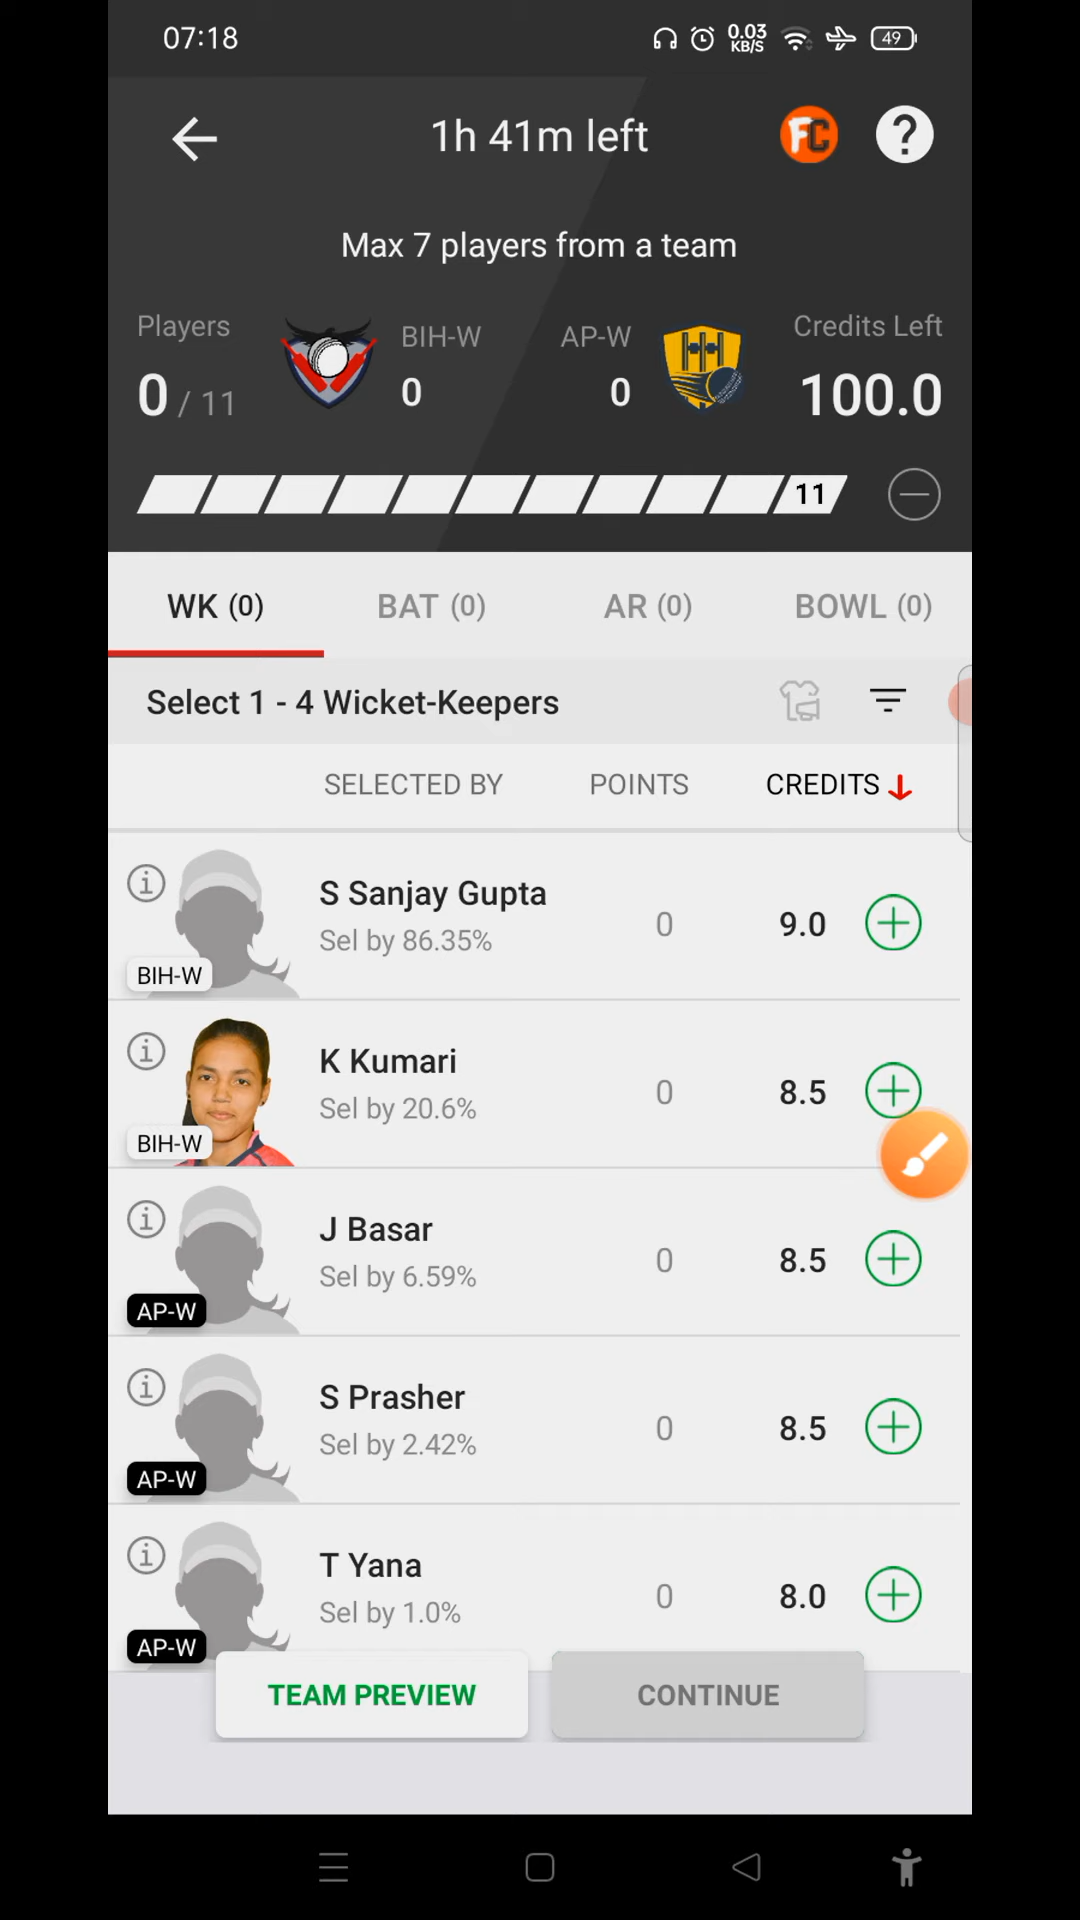 07:18
0.03
KB/S
49
1h 41m left
FC
?
Max 7 players from a team
Players
BIH-W
AP-W
Credits Left
0 / 11
0
0
100.0
11
WK (0)
BAT (0)
AR (0)
BOWL (0)
Select 1 - 4 Wicket-Keepers
SELECTED BY
POINTS
CREDITS
S Sanjay Gupta
Sel by 86.35%
0
9.0
BIH-W
K Kumari
Sel by 20.6%
0
8.5
BIH-W
J Basar
Sel by 6.59%
0
8.5
AP-W
S Prasher
Sel by 2.42%
0
8.5
AP-W
T Yana
Sel by 1.0%
0
8.0
AP-W
TEAM PREVIEW
CONTINUE